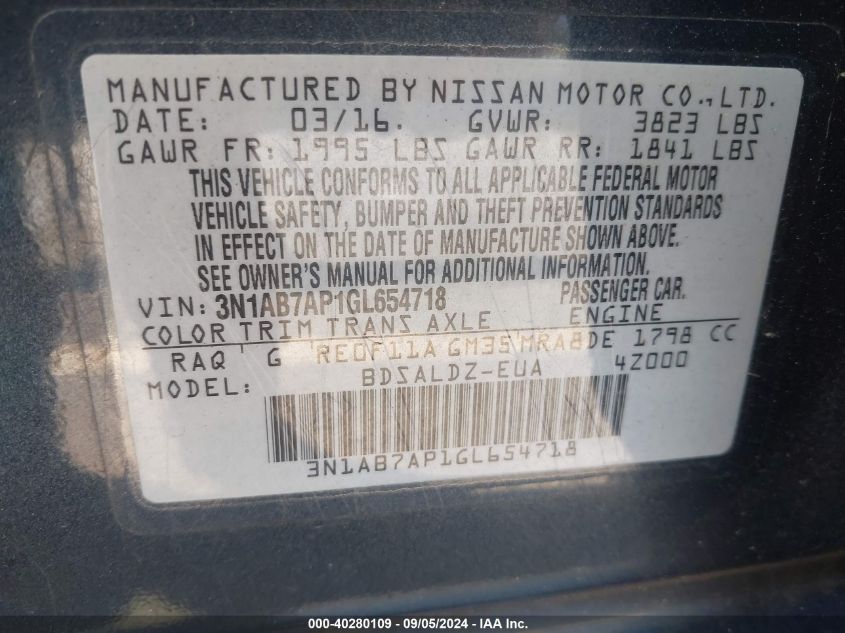 MANUFACTURED BY NISSAN MOTOR CO., LTD.
DATE: 03/16. GVWR: 3823 LBS
GAWR FR: 1995 LBS GAWR RR: 1841 LBS
THIS VEHICLE CONFORMS TO ALL APPLICABLE FEDERAL MOTOR
VEHICLE SAFETY, BUMPER AND THEFT PREVENTION STANDARDS
IN EFFECT ON THE DATE OF MANUFACTURE SHOWN ABOVE.
SEE OWNER'S MANUAL FOR ADDITIONAL INFORMATION.
VIN: 3N1AB7AP1GL654718 PASSENGER CAR.
COLOR TRIM TRANS AXLE ENGINE
RAQ G RE0F11A GM35 MRA8DE 1798 CC
MODEL: BDSALDZ-EUA 4Z000
3N1AB7AP1GL654718
000-40280109 - 09/05/2024 - IAA Inc.